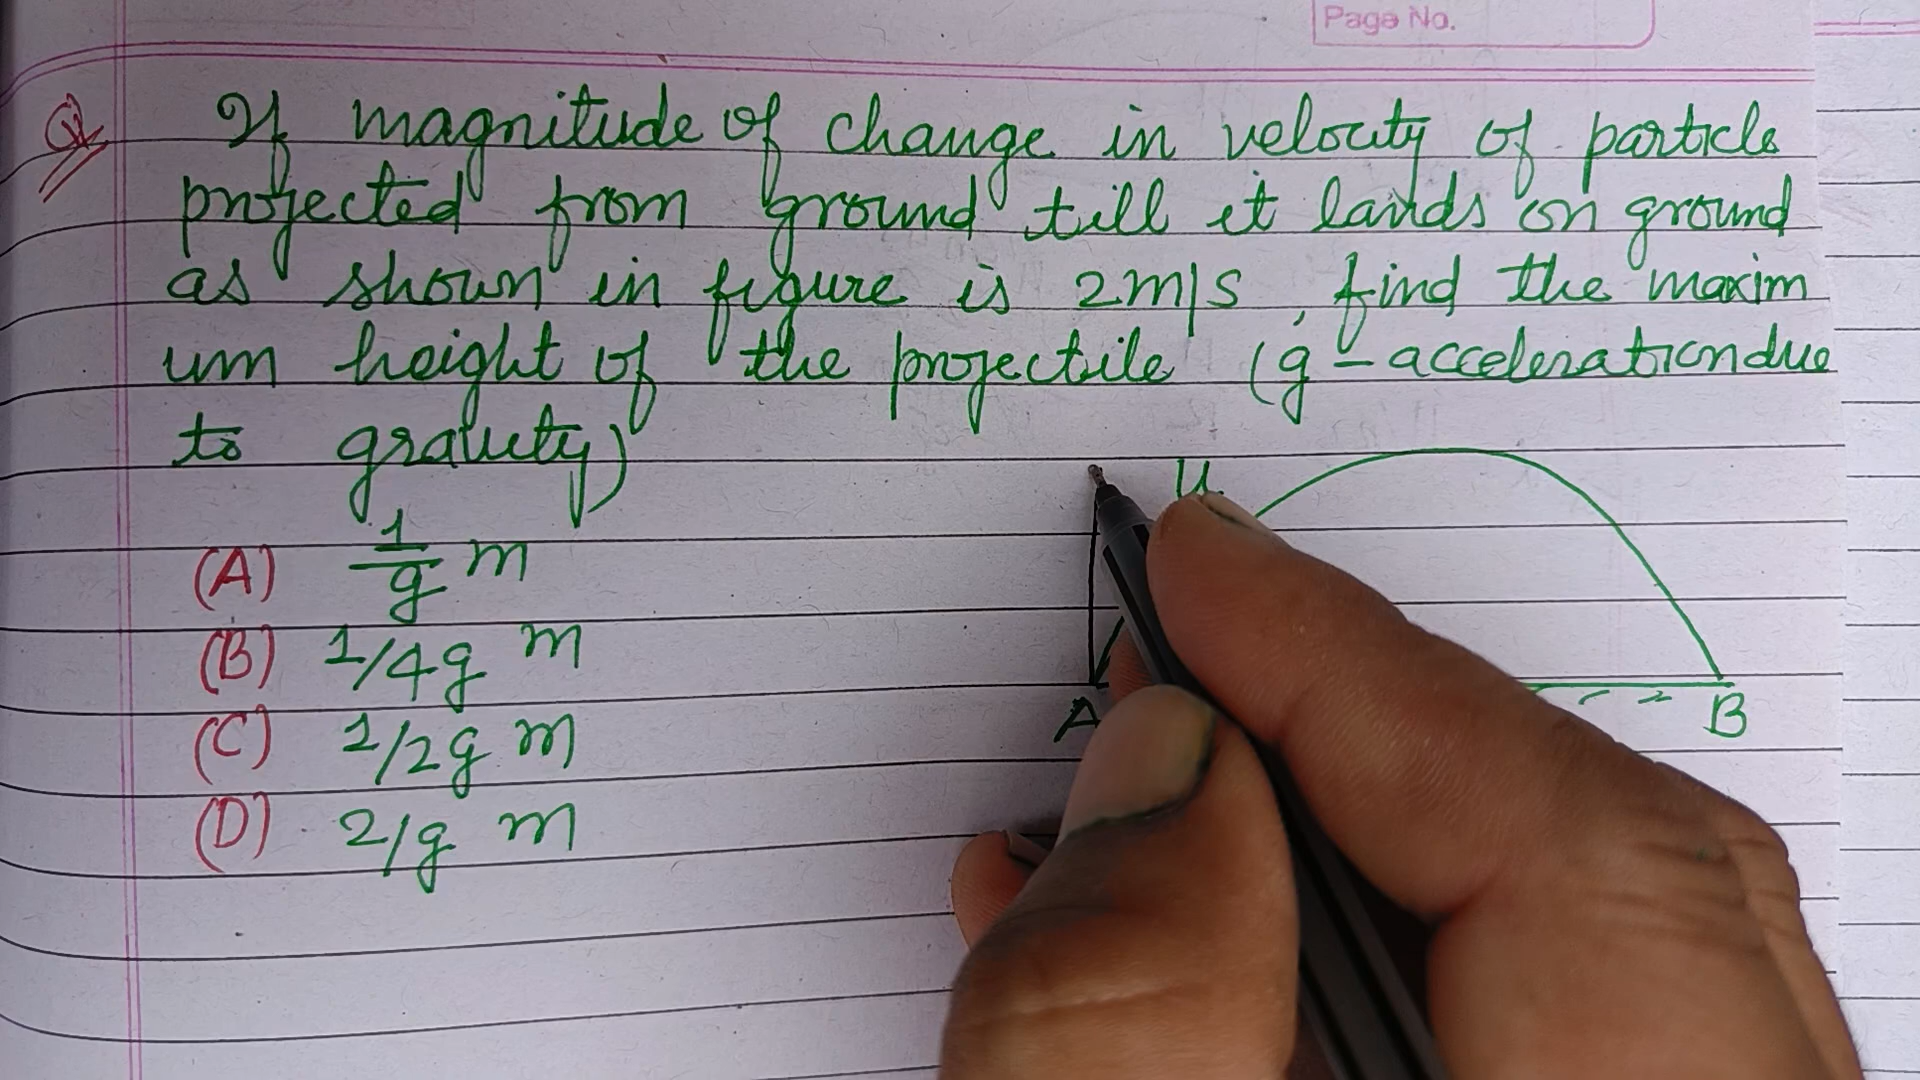 Page No.
Q If magnitude of change in velocity of particle
projected from ground till it lands on ground
as shown in figure is 2m/s, find the maxim
um height of the projectile (g - acceleration due
to gravity)
u
(A) 1/g m
(B) 1/4g m
(C) 1/2g m
(D) 2/g m
A B